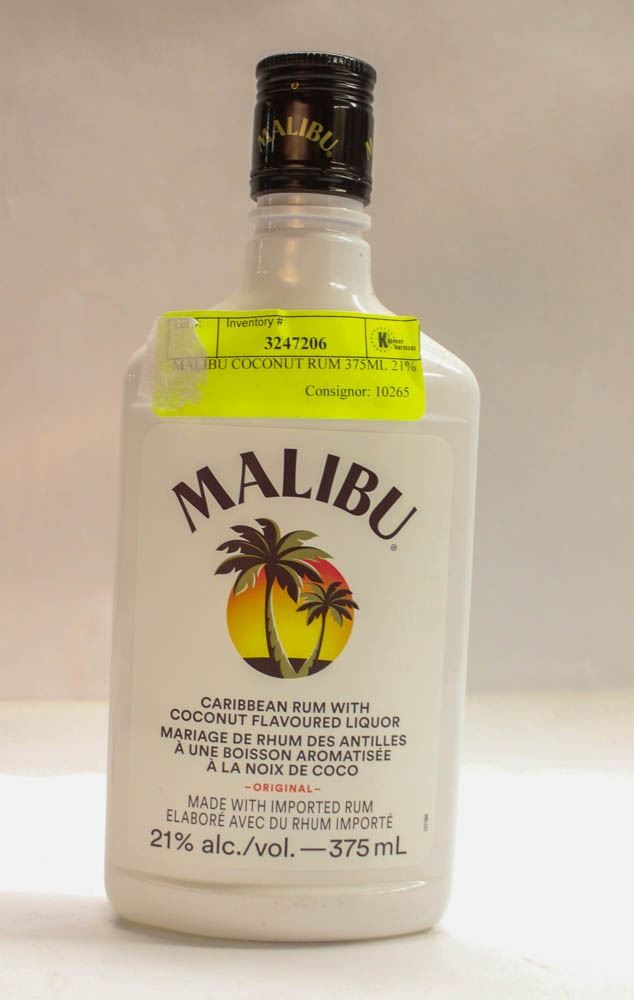 MALIBU
Inventory #
3247206
MALIBU COCONUT RUM 375ML 21%
Consignor: 10265
MALIBU®
CARIBBEAN RUM WITH
COCONUT FLAVOURED LIQUOR
MARIAGE DE RHUM DES ANTILLES
À UNE BOISSON AROMATISÉE
À LA NOIX DE COCO
-ORIGINAL-
MADE WITH IMPORTED RUM
ELABORÉ AVEC DU RHUM IMPORTÉ
21% alc./vol. — 375 mL